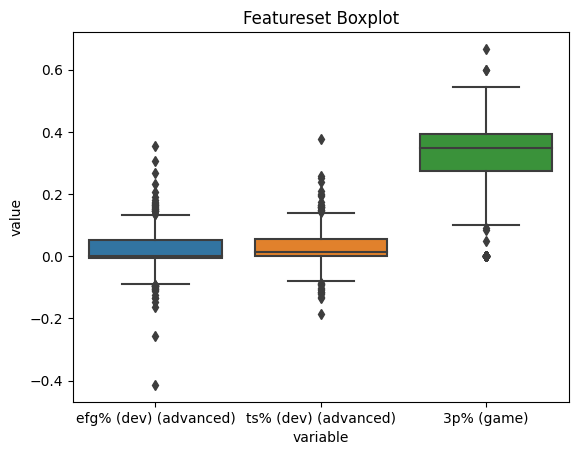 Featureset Boxplot
value
0.6
0.4
0.2
0.0
−0.2
−0.4
efg% (dev) (advanced) ts% (dev) (advanced) 3p% (game)
variable